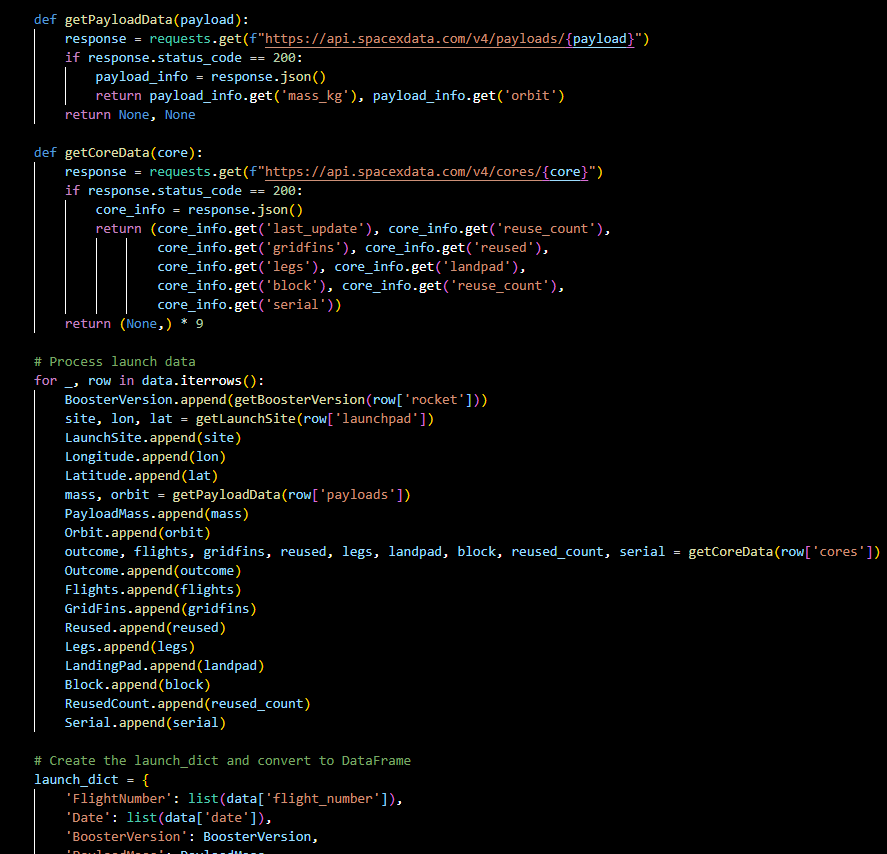 def getPayloadData(payload):
    response = requests.get(f"https://api.spacexdata.com/v4/payloads/{payload}")
    if response.status_code == 200:
        payload_info = response.json()
        return payload_info.get('mass_kg'), payload_info.get('orbit')
    return None, None

def getCoreData(core):
    response = requests.get(f"https://api.spacexdata.com/v4/cores/{core}")
    if response.status_code == 200:
        core_info = response.json()
        return (core_info.get('last_update'), core_info.get('reuse_count'),
                core_info.get('gridfins'), core_info.get('reused'),
                core_info.get('legs'), core_info.get('landpad'),
                core_info.get('block'), core_info.get('reuse_count'),
                core_info.get('serial'))
    return (None,) * 9

# Process launch data
for _, row in data.iterrows():
    BoosterVersion.append(getBoosterVersion(row['rocket']))
    site, lon, lat = getLaunchSite(row['launchpad'])
    LaunchSite.append(site)
    Longitude.append(lon)
    Latitude.append(lat)
    mass, orbit = getPayloadData(row['payloads'])
    PayloadMass.append(mass)
    Orbit.append(orbit)
    outcome, flights, gridfins, reused, legs, landpad, block, reused_count, serial = getCoreData(row['cores'])
    Outcome.append(outcome)
    Flights.append(flights)
    GridFins.append(gridfins)
    Reused.append(reused)
    Legs.append(legs)
    LandingPad.append(landpad)
    Block.append(block)
    ReusedCount.append(reused_count)
    Serial.append(serial)

# Create the launch_dict and convert to DataFrame
launch_dict = {
    'FlightNumber': list(data['flight_number']),
    'Date': list(data['date']),
    'BoosterVersion': BoosterVersion,